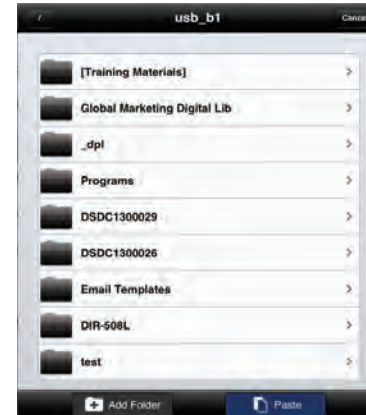 / usb_b1 Cancel
[Training Materials]
Global Marketing Digital Lib
_dpl
Programs
DSDC1300029
DSDC1300026
Email Templates
DIR-508L
test
Add Folder Paste